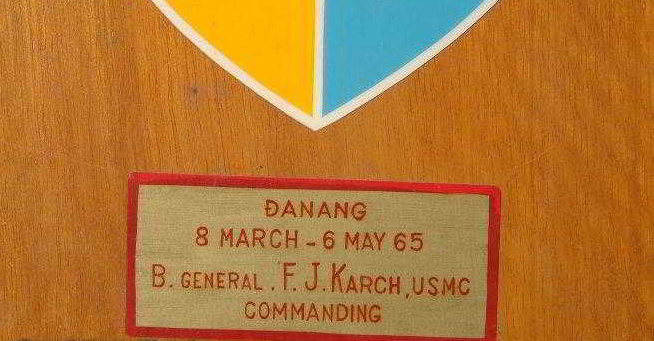 ĐANANG
8 MARCH - 6 MAY 65
B. GENERAL. F. J. KARCH, USMC
COMMANDING